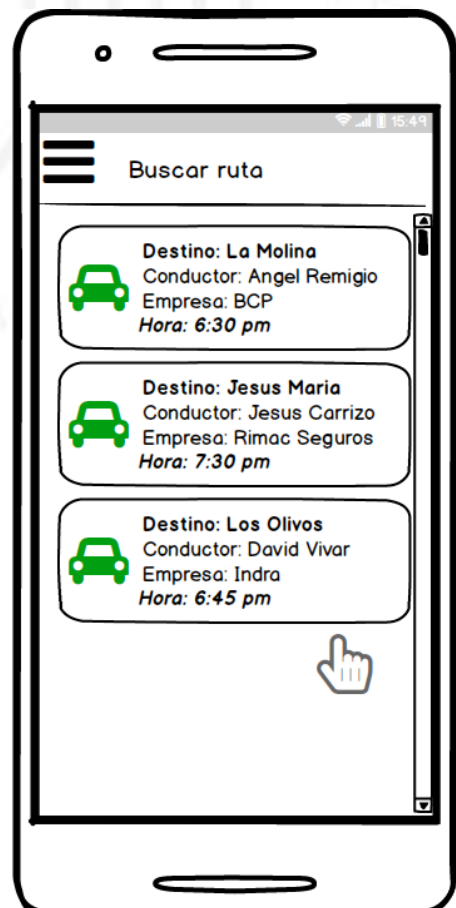 15:49
Buscar ruta
Destino: La Molina
Conductor: Angel Remigio
Empresa: BCP
Hora: 6:30 pm
Destino: Jesus Maria
Conductor: Jesus Carrizo
Empresa: Rimac Seguros
Hora: 7:30 pm
Destino: Los Olivos
Conductor: David Vivar
Empresa: Indra
Hora: 6:45 pm